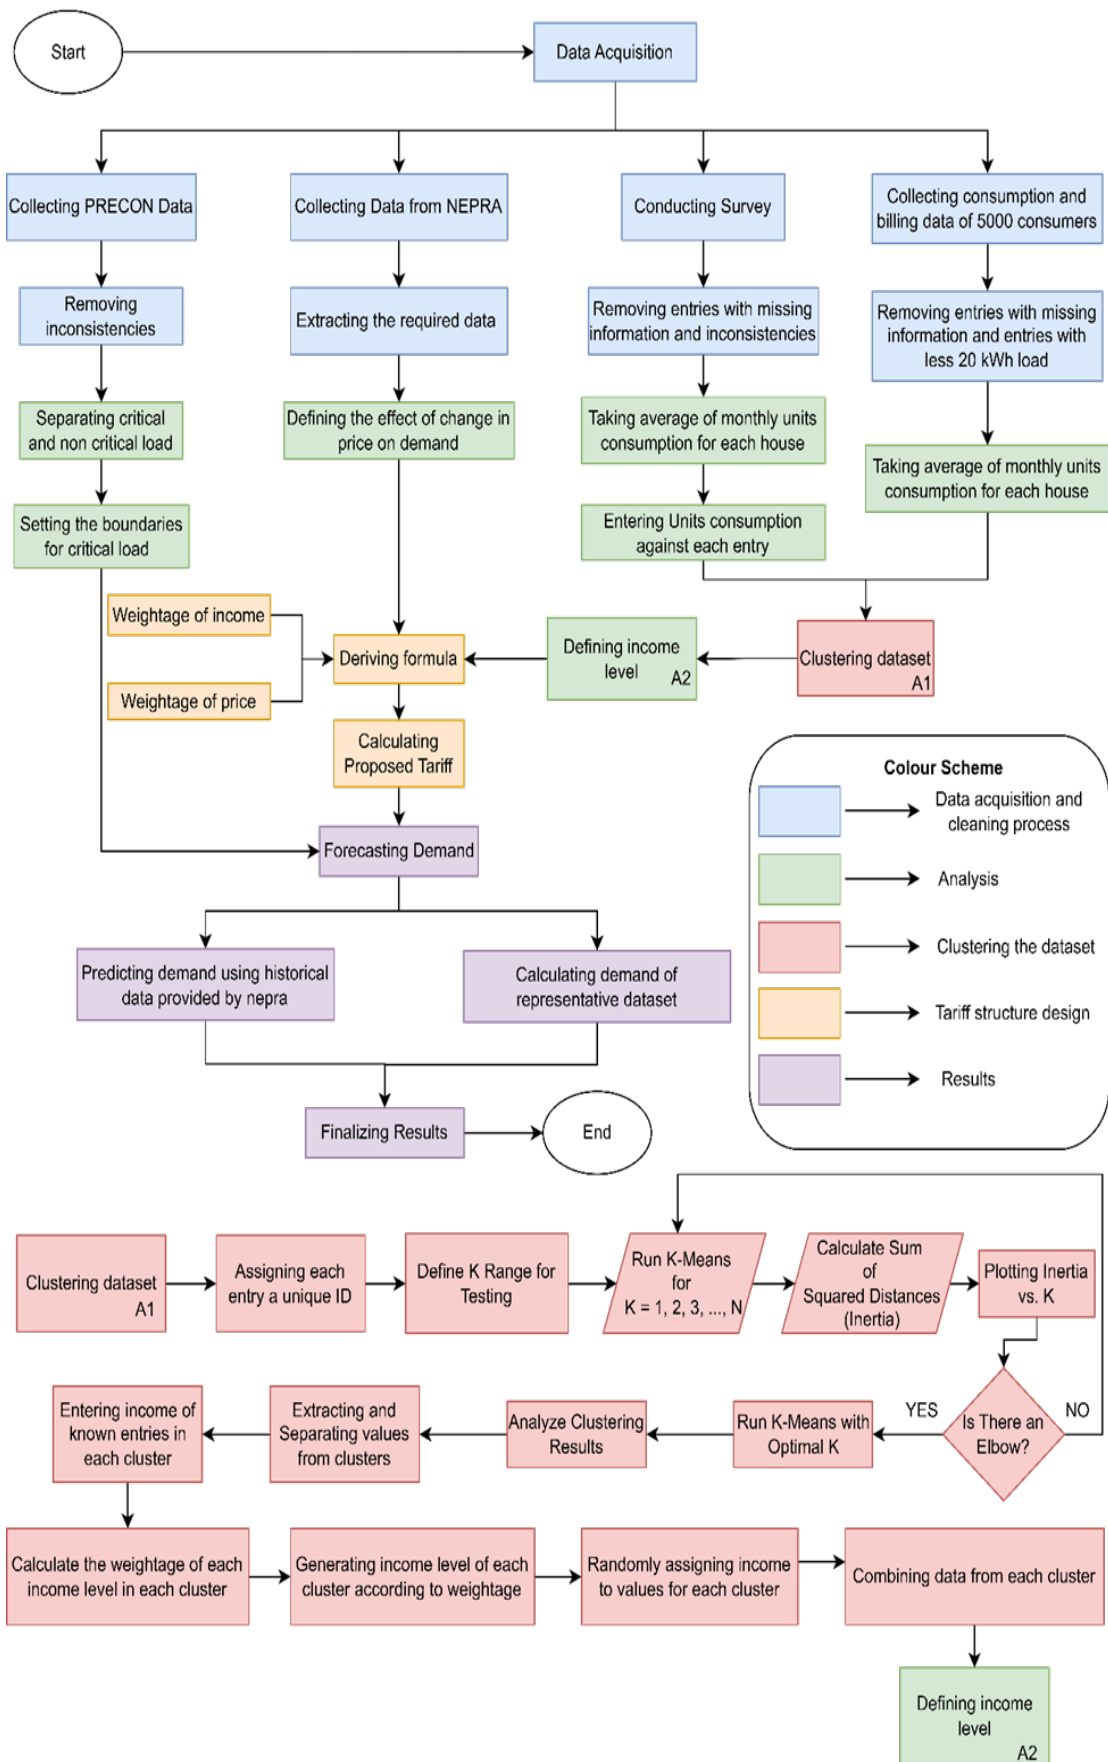 Start
Data Acquisition
Collecting PRECON Data
Collecting Data from NEPRA
Conducting Survey
Collecting consumption and
billing data of 5000 consumers
Removing
inconsistencies
Extracting the required data
Removing entries with missing
information and inconsistencies
Removing entries with missing
information and entries with
less 20 kWh load
Separating critical
and non critical load
Defining the effect of change in
price on demand
Taking average of monthly units
consumption for each house
Taking average of monthly units
consumption for each house
Setting the boundaries
for critical load
Entering Units consumption
against each entry
Weightage of income
Weightage of price
Deriving formula
Defining income
level
A2
Clustering dataset
A1
Calculating
Proposed Tariff
Forecasting Demand
Predicting demand using historical
data provided by nepra
Calculating demand of
representative dataset
Finalizing Results
End
Colour Scheme
Data acquisition and
cleaning process
Analysis
Clustering the dataset
Tariff structure design
Results
Clustering dataset
A1
Assigning each
entry a unique ID
Define K Range for
Testing
Run K-Means
for
K = 1, 2, 3, ..., N
Calculate Sum
of
Squared Distances
(Inertia)
Plotting Inertia
vs. K
Is There an
Elbow?
NO
YES
Run K-Means with
Optimal K
Analyze Clustering
Results
Extracting and
Separating values
from clusters
Entering income of
known entries in
each cluster
Calculate the weightage of each
income level in each cluster
Generating income level of each
cluster according to weightage
Randomly assigning income
to values for each cluster
Combining data from each cluster
Defining income
level
A2